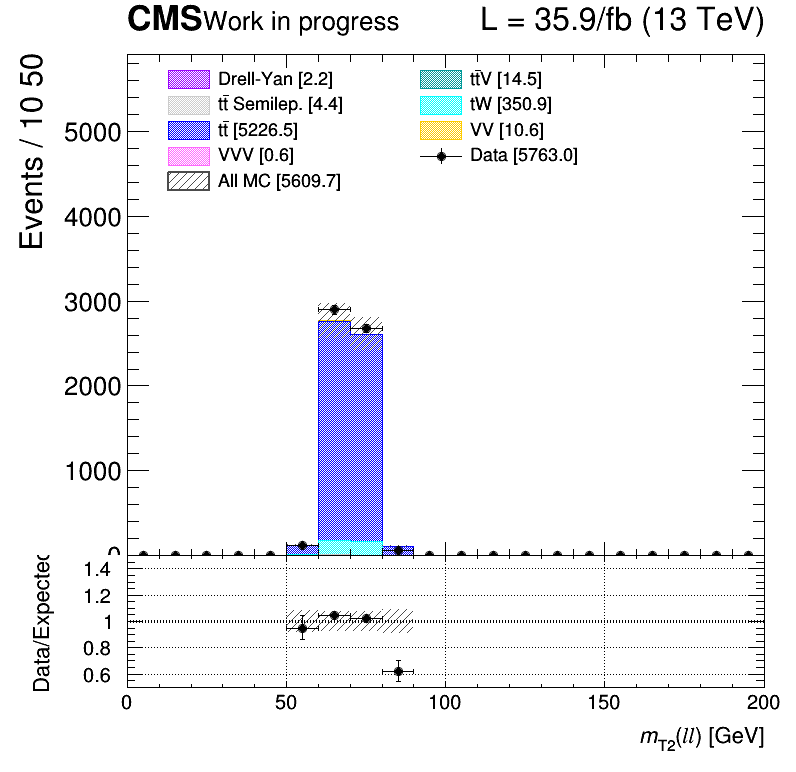 CMS Work in progress L = 35.9/fb (13 TeV)
Events / 10 50
Drell-Yan [2.2] tt̄V [14.5]
tt̄ Semilep. [4.4] tW [350.9]
tt̄ [5226.5] VV [10.6]
VVV [0.6] Data [5763.0]
All MC [5609.7]
5000
4000
3000
2000
1000
0
Data/Expected
1.4
1.2
1
0.8
0.6
0 50 100 150 200
m_T2(ll) [GeV]